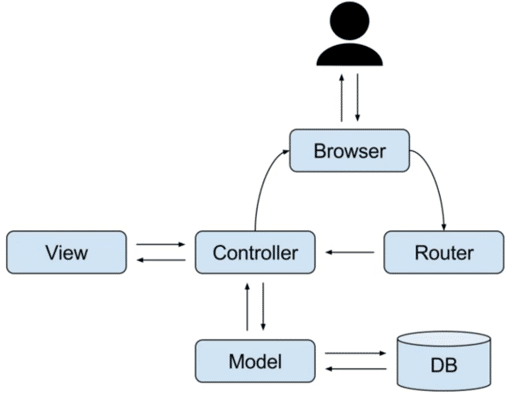 Browser
View
Controller
Router
Model
DB